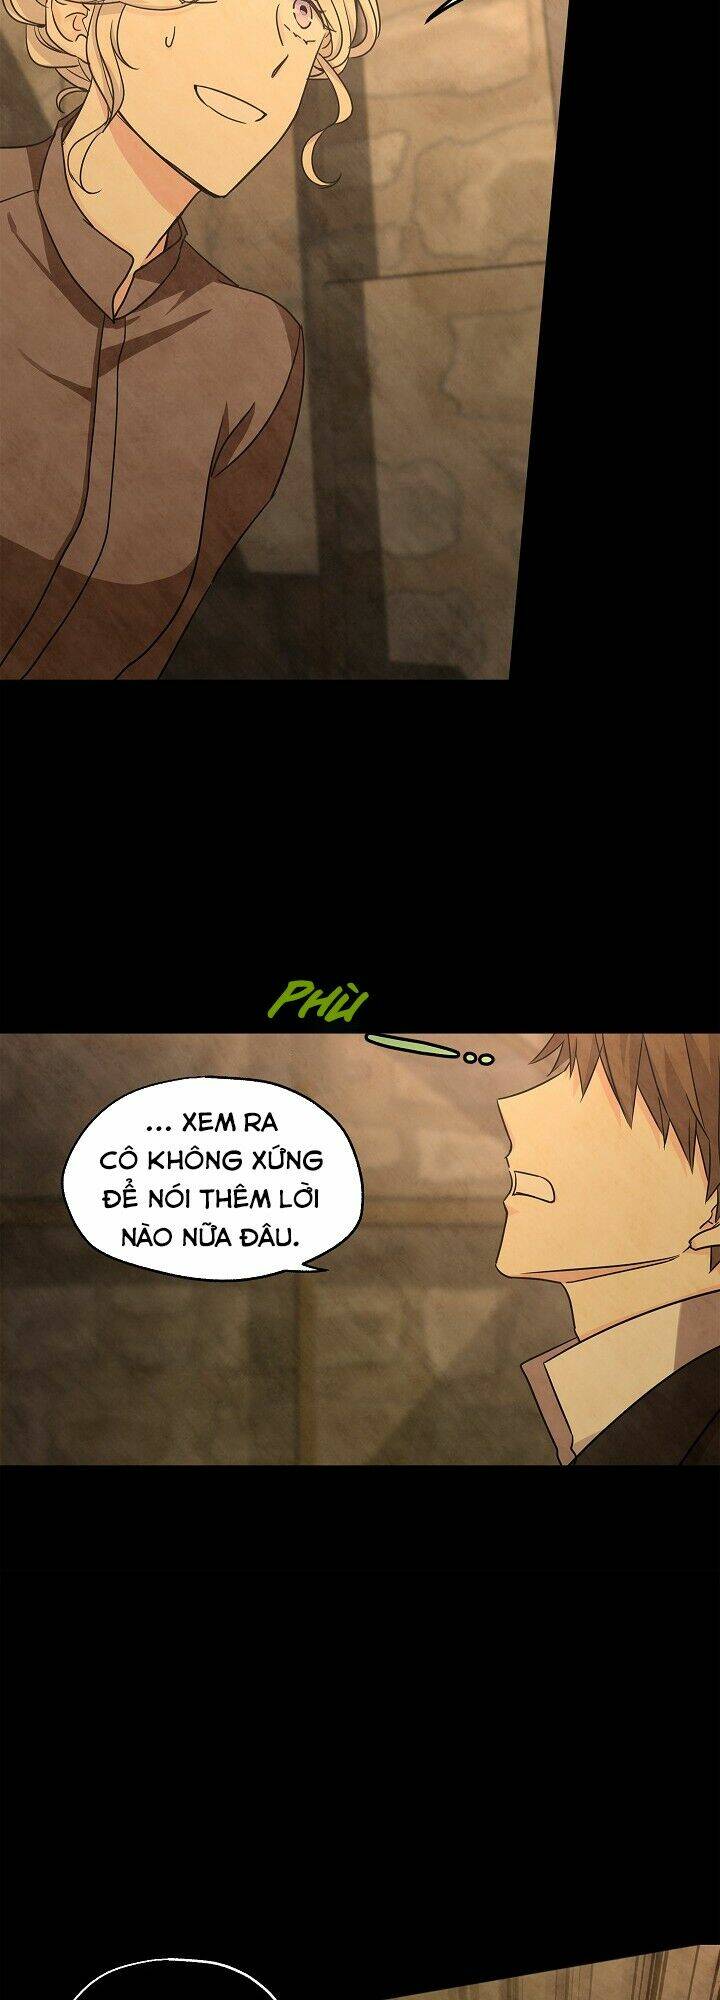 PHÙ
... XEM RA
CÔ KHÔNG XỨNG
ĐỂ NÓI THÊM LỜI
NÀO NỮA ĐÂU.